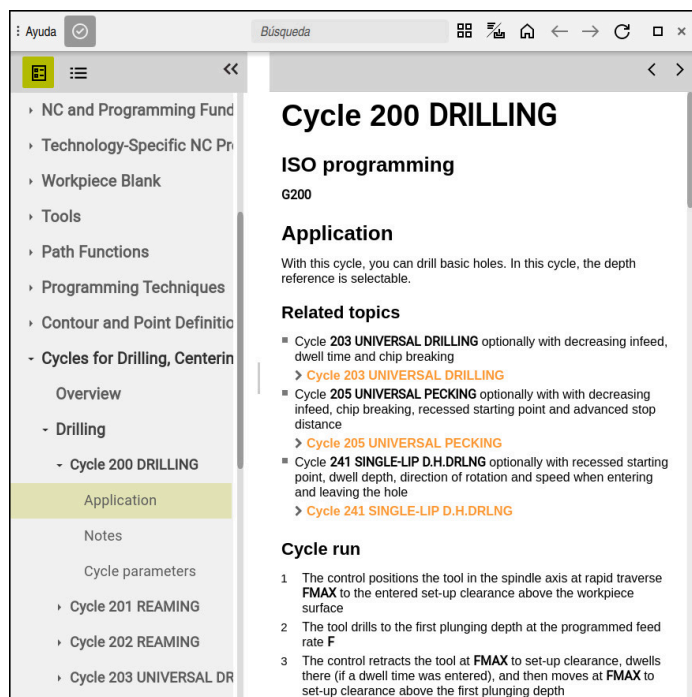 Ayuda
Búsqueda
NC and Programming Fund
Technology-Specific NC Pr
Workpiece Blank
Tools
Path Functions
Programming Techniques
Contour and Point Definitio
Cycles for Drilling, Centerin
Overview
Drilling
Cycle 200 DRILLING
Application
Notes
Cycle parameters
Cycle 201 REAMING
Cycle 202 REAMING
Cycle 203 UNIVERSAL DR
Cycle 200 DRILLING
ISO programming
G200
Application
With this cycle, you can drill basic holes. In this cycle, the depth
reference is selectable.
Related topics
Cycle 203 UNIVERSAL DRILLING optionally with decreasing infeed,
dwell time and chip breaking
Cycle 203 UNIVERSAL DRILLING
Cycle 205 UNIVERSAL PECKING optionally with with decreasing
infeed, chip breaking, recessed starting point and advanced stop
distance
Cycle 205 UNIVERSAL PECKING
Cycle 241 SINGLE-LIP D.H.DRLNG optionally with recessed starting
point, dwell depth, direction of rotation and speed when entering
and leaving the hole
Cycle 241 SINGLE-LIP D.H.DRLNG
Cycle run
1 The control positions the tool in the spindle axis at rapid traverse
FMAX to the entered set-up clearance above the workpiece
surface
2 The tool drills to the first plunging depth at the programmed feed
rate F
3 The control retracts the tool at FMAX to set-up clearance, dwells
there (if a dwell time was entered), and then moves at FMAX to
set-up clearance above the first plunging depth